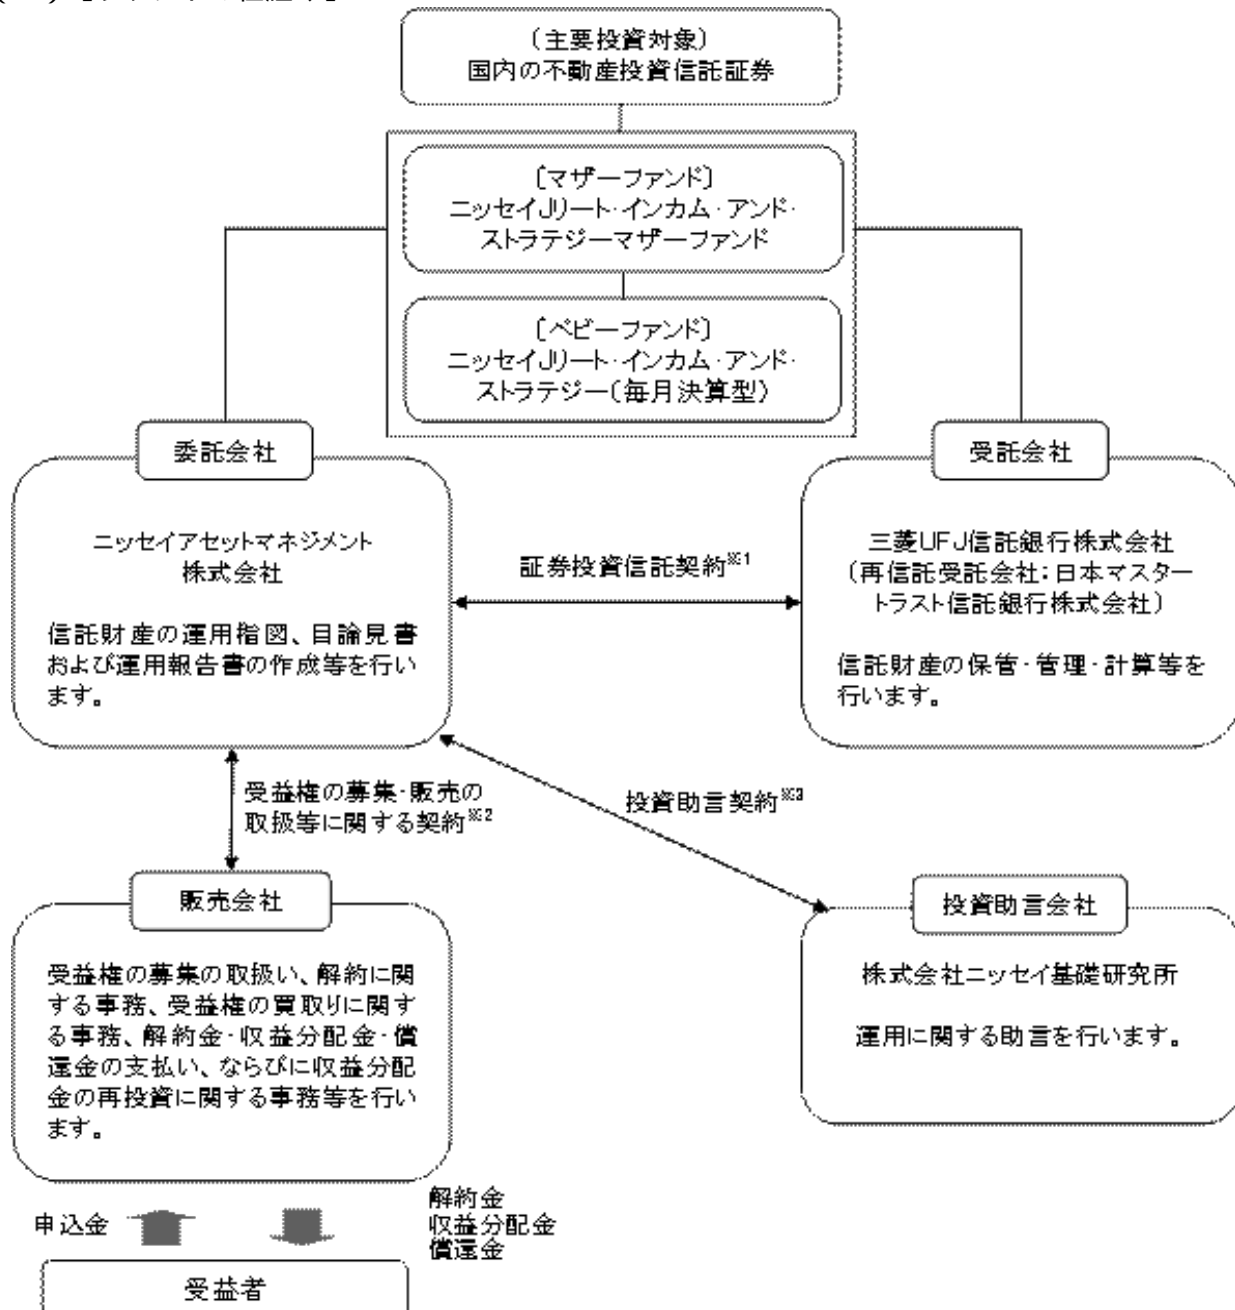 （主要投資対象）
国内の不動産投資信託証券
〔マザーファンド〕
ニッセイJリート・インカム・アンド・
ストラテジーマザーファンド
〔ベビーファンド〕
ニッセイJリート・インカム・アンド・
ストラテジー（毎月決算型）
委託会社
ニッセイアセットマネジメント
株式会社
信託財産の運用指図、目論見書
および運用報告書の作成等を行い
ます。
証券投資信託契約※1
受託会社
三菱UFJ信託銀行株式会社
（再信託受託会社：日本マスター
トラスト信託銀行株式会社）
信託財産の保管・管理・計算等を
行います。
受益権の募集・販売の
取扱等に関する契約※2
投資助言契約※3
販売会社
受益権の募集の取扱い、解約に関
する事務、受益権の買取りに関す
る事務、解約金・収益分配金・償
還金の支払い、ならびに収益分配
金の再投資に関する事務等を行い
ます。
投資助言会社
株式会社ニッセイ基礎研究所
運用に関する助言を行います。
申込金
解約金
収益分配金
償還金
受益者